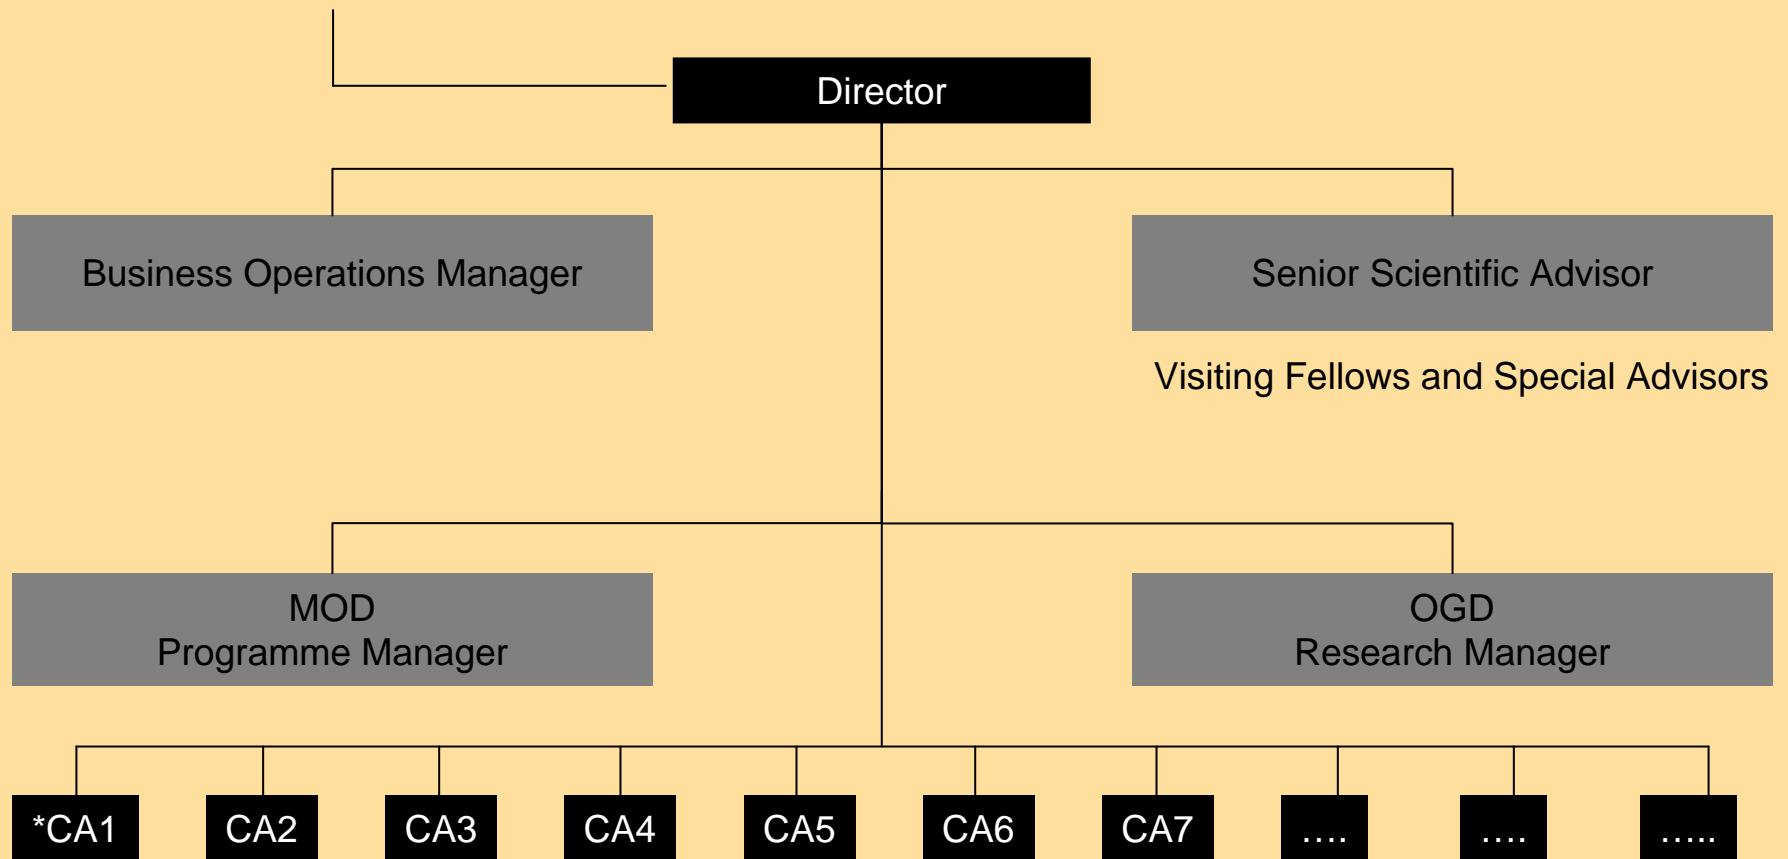 Director
Business Operations Manager
Senior Scientific Advisor
Visiting Fellows and Special Advisors
MOD
Programme Manager
OGD
Research Manager
*CA1
CA2
CA3
CA4
CA5
CA6
CA7
….
….
…..